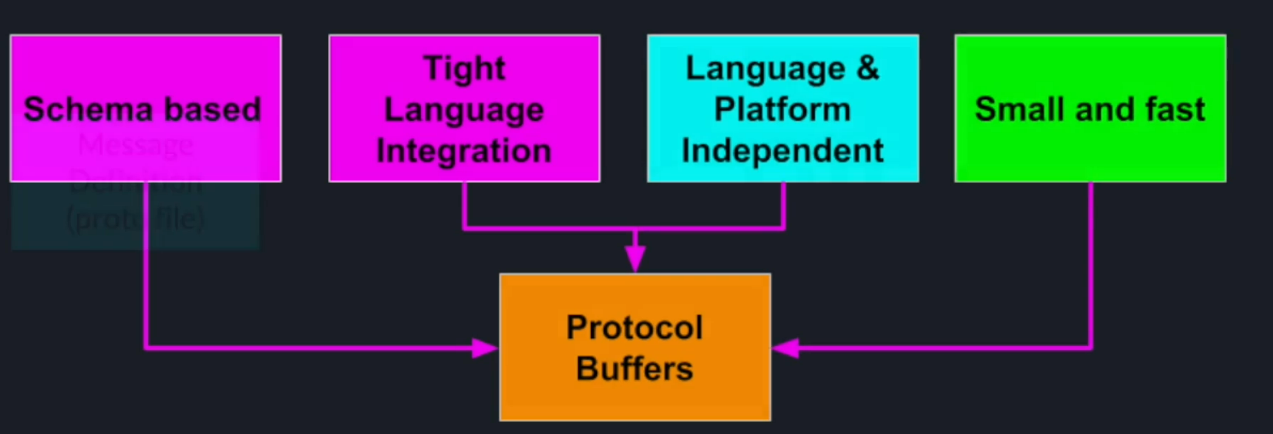 Schema based
Message
Definition
(proto file)
Tight
Language
Integration
Language &
Platform
Independent
Small and fast
Protocol
Buffers